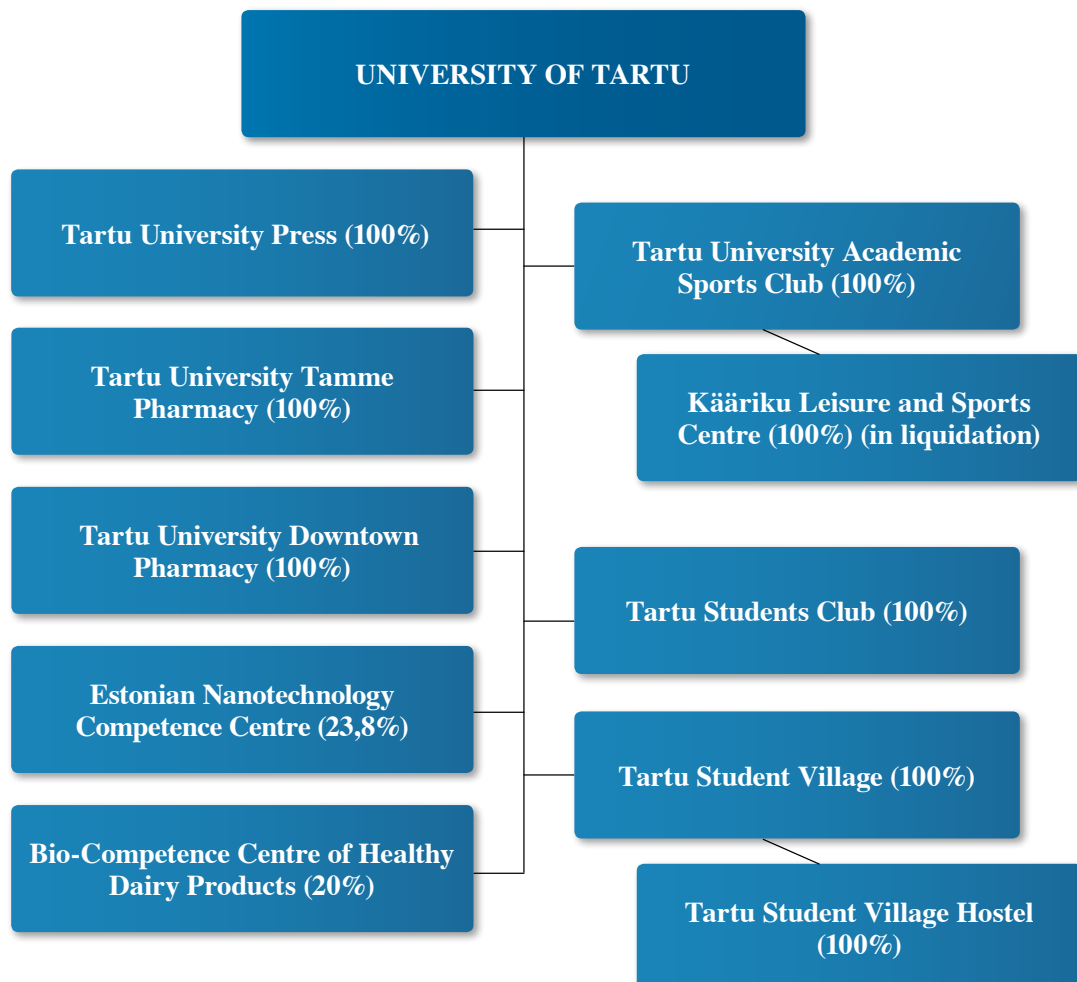 UNIVERSITY OF TARTU
Tartu University Press (100%)
Tartu University Tamme
Pharmacy (100%)
Tartu University Downtown
Pharmacy (100%)
Estonian Nanotechnology
Competence Centre (23,8%)
Bio-Competence Centre of Healthy
Dairy Products (20%)
Tartu University Academic
Sports Club (100%)
Kääriku Leisure and Sports
Centre (100%) (in liquidation)
Tartu Students Club (100%)
Tartu Student Village (100%)
Tartu Student Village Hostel
(100%)